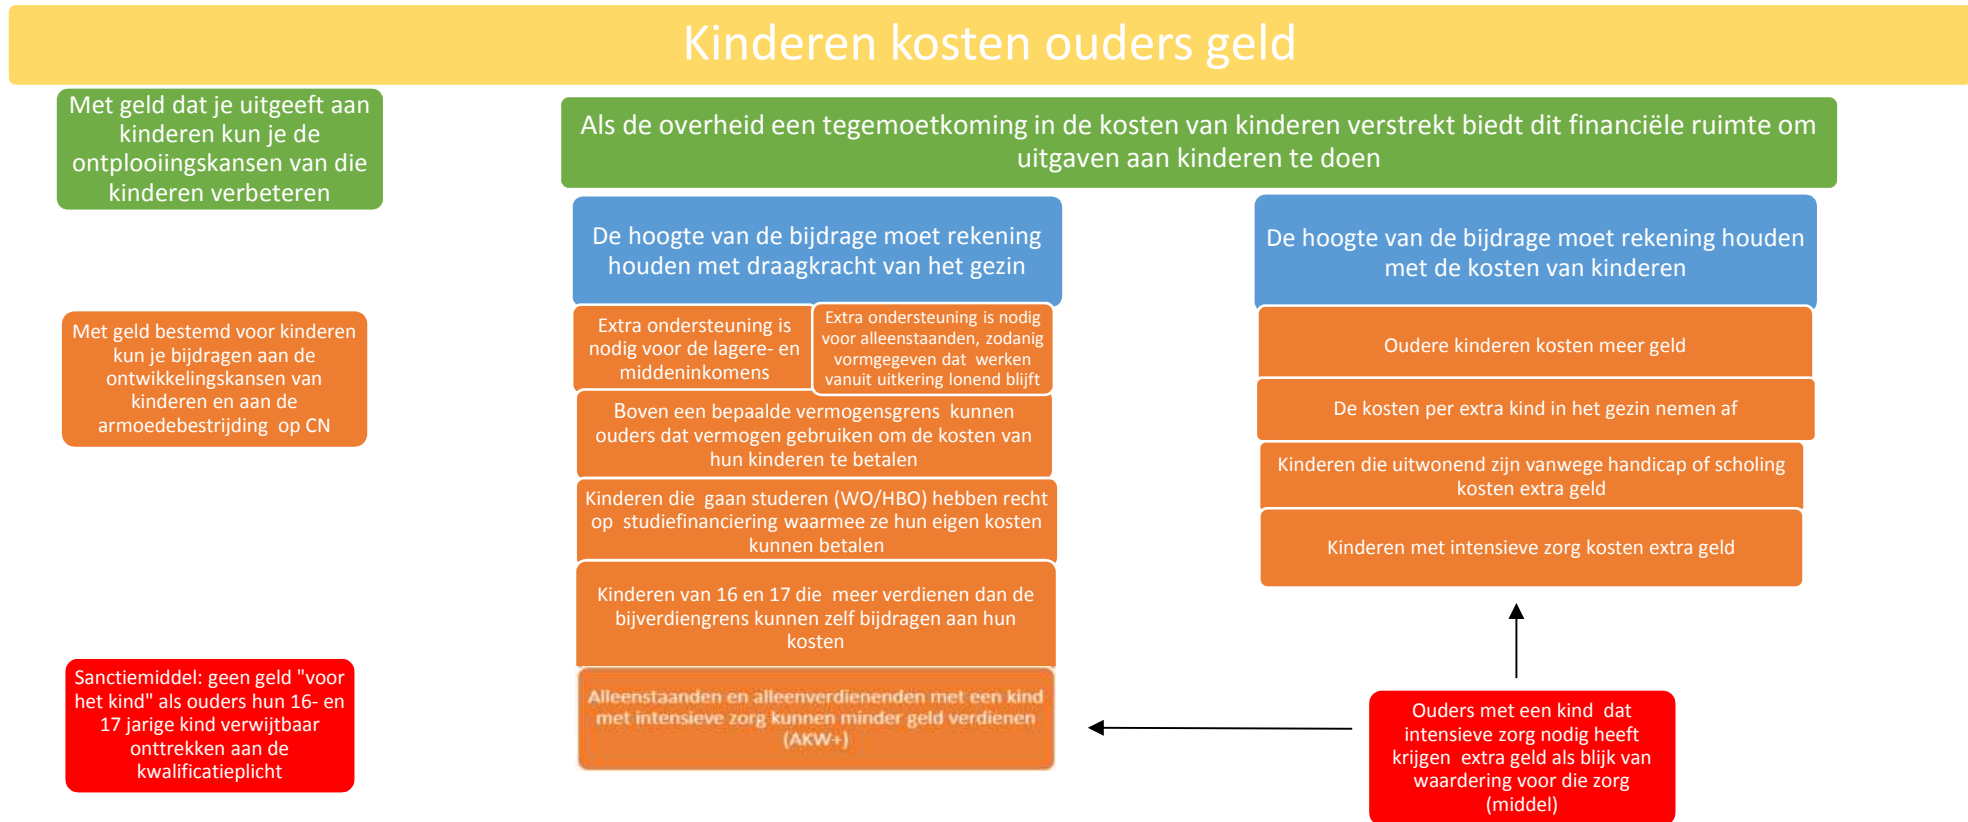 Kinderen kosten ouders geld
Met geld dat je uitgeeft aan
kinderen kun je de
ontplooiingskansen van die
kinderen verbeteren
Als de overheid een tegemoetkoming in de kosten van kinderen verstrekt biedt dit financiële ruimte om
uitgaven aan kinderen te doen
De hoogte van de bijdrage moet rekening
houden met draagkracht van het gezin
De hoogte van de bijdrage moet rekening houden
met de kosten van kinderen
Met geld bestemd voor kinderen
kun je bijdragen aan de
ontwikkelingskansen van
kinderen en aan de
armoedebestrijding op CN
Extra ondersteuning is
nodig voor de lagere- en
middeninkomens
Extra ondersteuning is nodig
voor alleenstaanden, zodanig
vormgegeven dat werken
vanuit uitkering lonend blijft
Boven een bepaalde vermogensgrens kunnen
ouders dat vermogen gebruiken om de kosten van
hun kinderen te betalen
Kinderen die gaan studeren (WO/HBO) hebben recht
op studiefinanciering waarmee ze hun eigen kosten
kunnen betalen
Kinderen van 16 en 17 die meer verdienen dan de
bijverdiengrens kunnen zelf bijdragen aan hun
kosten
Alleenstaanden en alleenverdienenden met een kind
met intensieve zorg kunnen minder geld verdienen
(AKW+)
Oudere kinderen kosten meer geld
De kosten per extra kind in het gezin nemen af
Kinderen die uitwonend zijn vanwege handicap of scholing
kosten extra geld
Kinderen met intensieve zorg kosten extra geld
Sanctiemiddel: geen geld "voor
het kind" als ouders hun 16- en
17 jarige kind verwijtbaar
onttrekken aan de
kwalificatieplicht
Ouders met een kind dat
intensieve zorg nodig heeft
krijgen extra geld als blijk van
waardering voor die zorg
(middel)